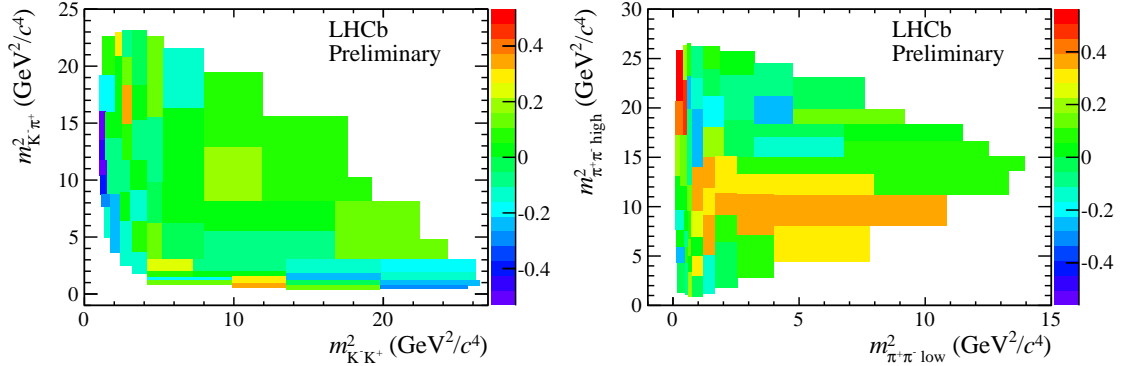 LHCb
Preliminary
m²K⁻π⁺ (GeV²/c⁴)
25
20
15
10
5
0
0 10 20
m²K⁻K⁺ (GeV²/c⁴)
0.4
0.2
0
-0.2
-0.4
LHCb
Preliminary
m²π⁺π⁻ high (GeV²/c⁴)
30
25
20
15
10
5
0
0 5 10 15
m²π⁺π⁻ low (GeV²/c⁴)
0.4
0.2
0
-0.2
-0.4